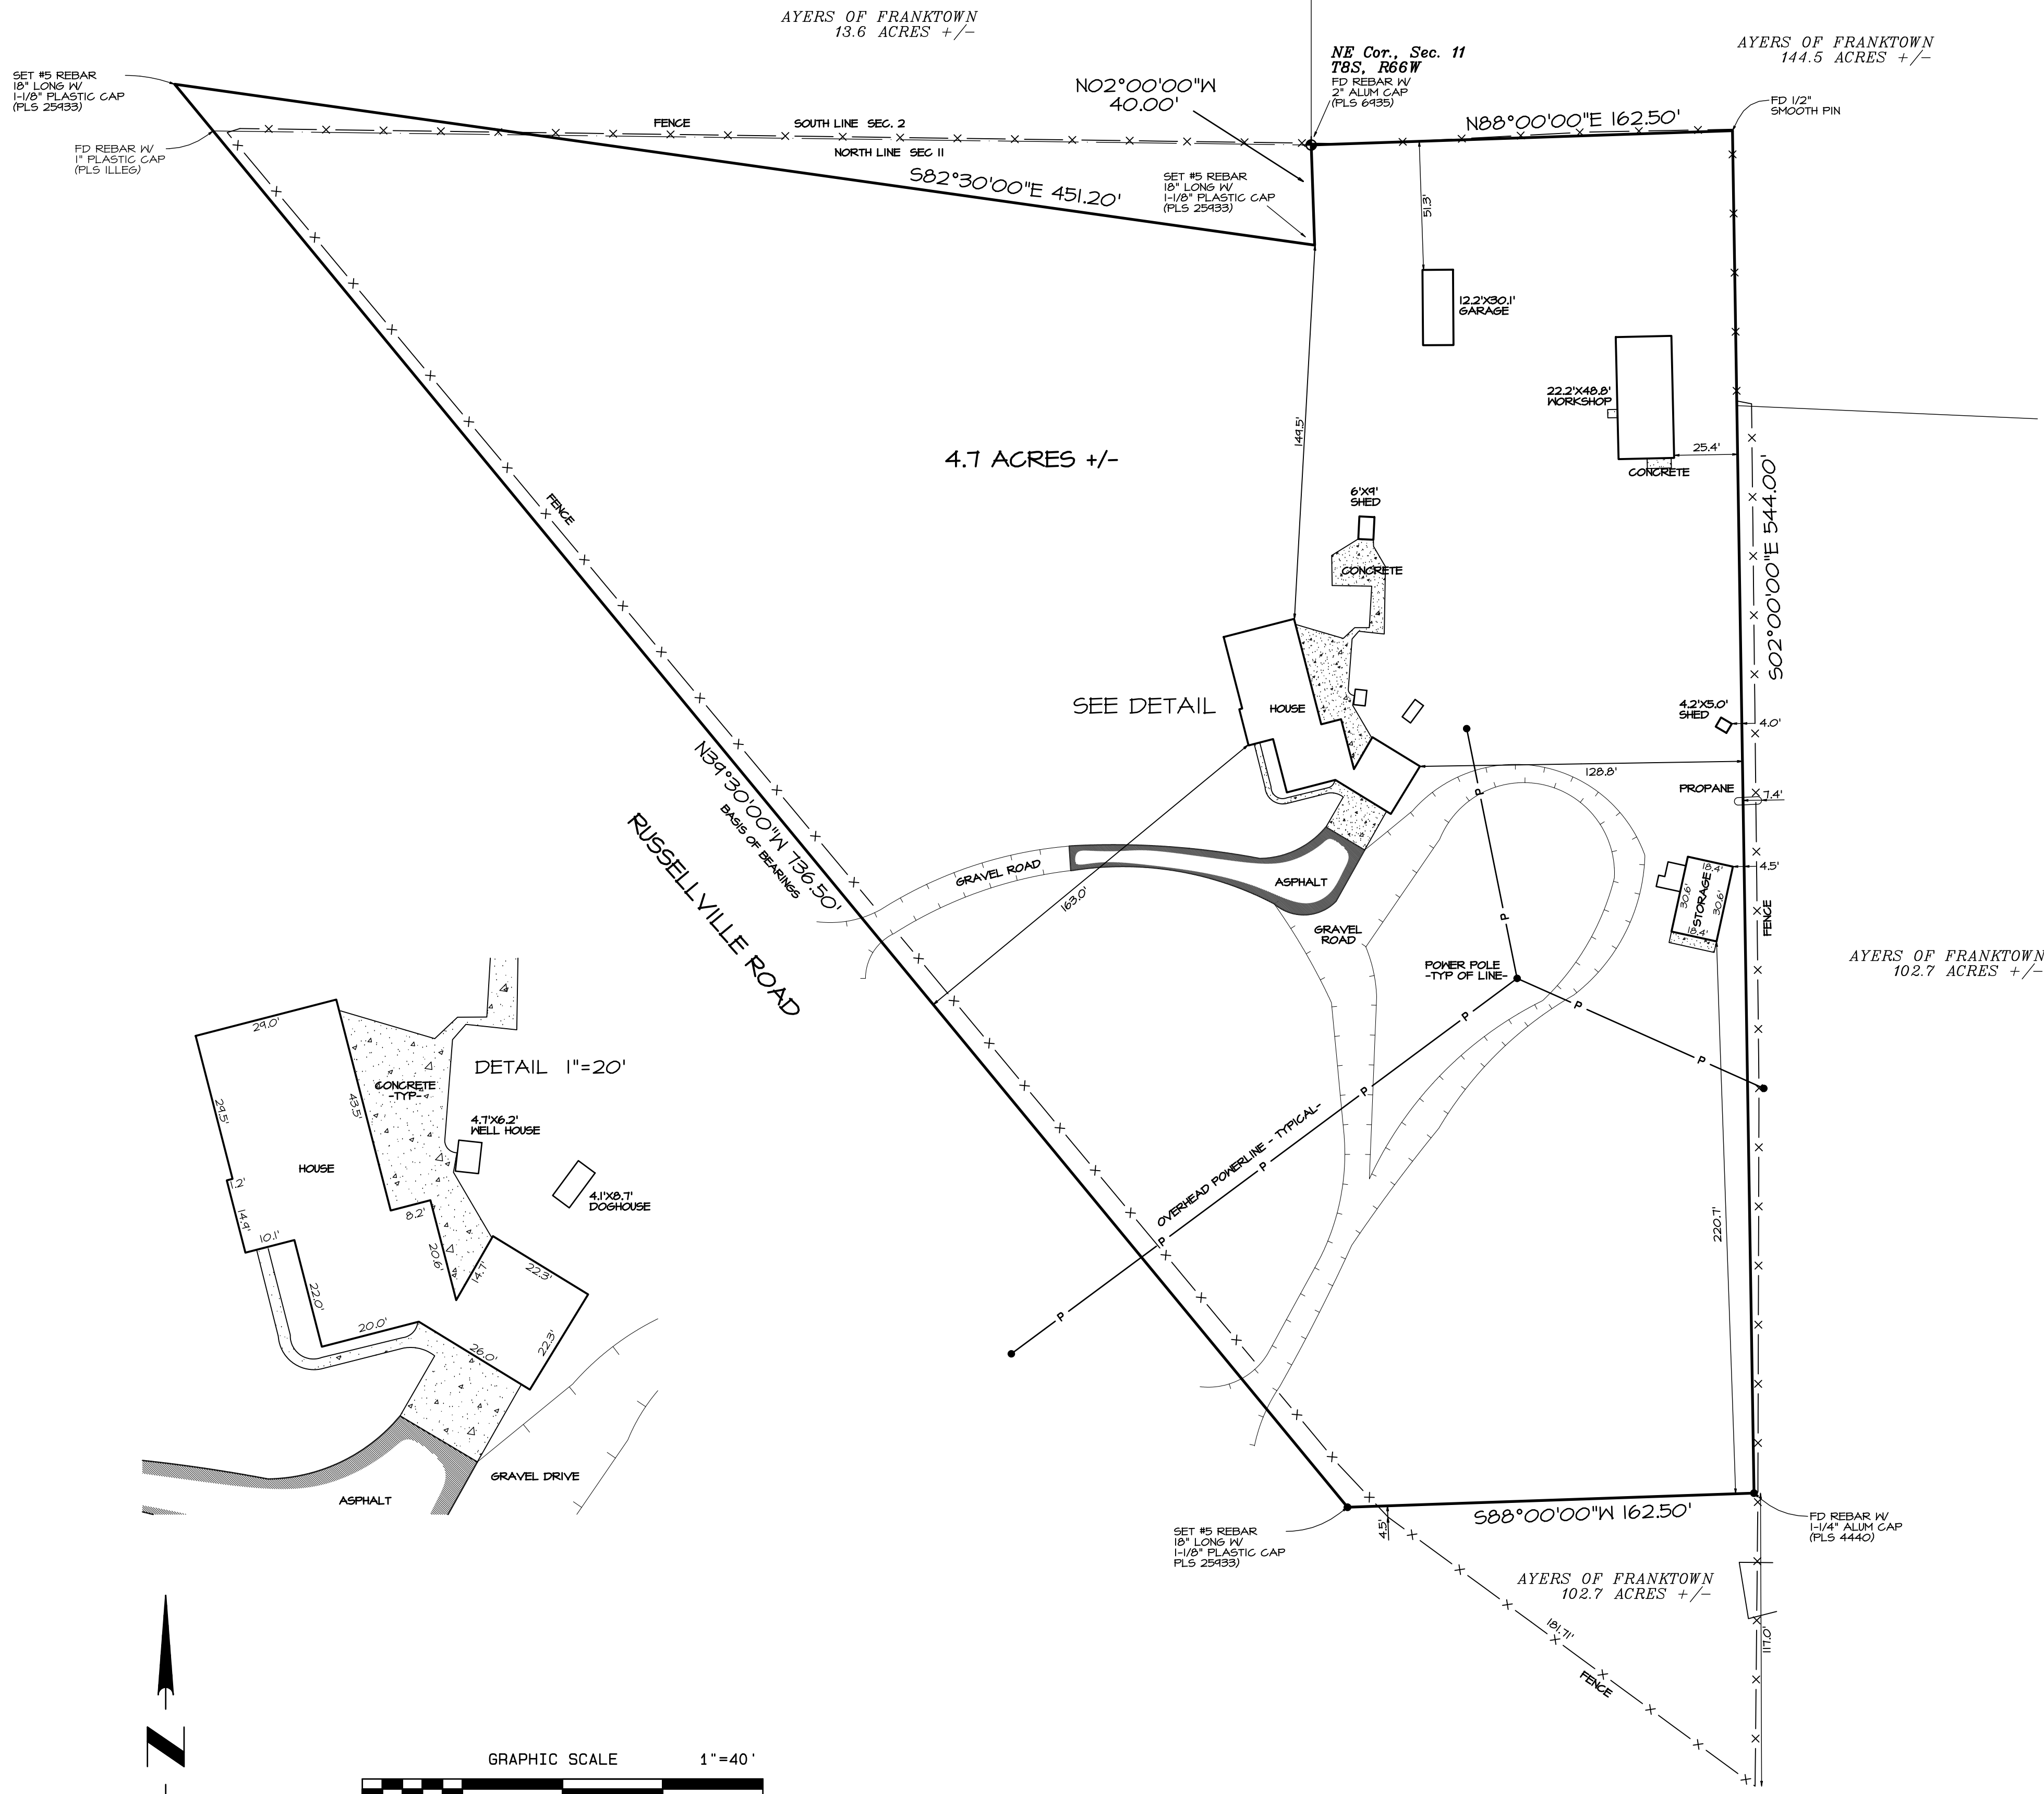 AYERS OF FRANKTOWN
13.6 ACRES +/-
AYERS OF FRANKTOWN
144.5 ACRES +/-
NE Cor., Sec. 11
T8S, R66W
FD REBAR W/
2" ALUM CAP
(PLS 6935)
SET #5 REBAR
18" LONG W/
1-1/8" PLASTIC CAP
(PLS 25933)
N02°00'00"W
40.00'
FD 1/2"
SMOOTH PIN
N88°00'00"E 162.50'
FENCE
SOUTH LINE SEC. 2
NORTH LINE SEC 11
FD REBAR W/
1" PLASTIC CAP
(PLS ILLEG)
S82°30'00"E 451.20'
SET #5 REBAR
18" LONG W/
1-1/8" PLASTIC CAP
(PLS 25933)
51.3'
12.2'X30.1'
GARAGE
22.2'X48.8'
WORKSHOP
149.5'
25.4'
CONCRETE
4.7 ACRES +/-
6'X9'
SHED
FENCE
CONCRETE
S02°00'00"E 544.00'
SEE DETAIL
HOUSE
4.2'X5.0'
SHED
4.0'
128.8'
PROPANE
7.4'
N39°30'00"W 736.50'
BASIS OF BEARINGS
RUSSELLVILLE ROAD
GRAVEL ROAD
163.0'
ASPHALT
GRAVEL
ROAD
18.4'
4.5'
30.6'
STORAGE
30.6'
18.4'
FENCE
POWER POLE
-TYP OF LINE-
P
P
P
P
P
P
P
P
P
AYERS OF FRANKTOWN
102.7 ACRES +/-
OVERHEAD POWERLINE - TYPICAL-
220.7'
29.0'
DETAIL 1"=20'
CONCRETE
-TYP-
29.5'
43.5'
4.7'X6.2'
WELL HOUSE
HOUSE
1.2'
4.1'X8.7'
DOGHOUSE
14.9'
8.2'
10.1'
20.6'
14.7'
22.3'
22.0'
20.0'
26.0'
22.3'
GRAVEL DRIVE
ASPHALT
S88°00'00"W 162.50'
4.5'
SET #5 REBAR
18" LONG W/
1-1/8" PLASTIC CAP
PLS 25933)
FD REBAR W/
1-1/4" ALUM CAP
(PLS 4440)
AYERS OF FRANKTOWN
102.7 ACRES +/-
181.71'
117.0'
FENCE
N
GRAPHIC SCALE 1"=40'